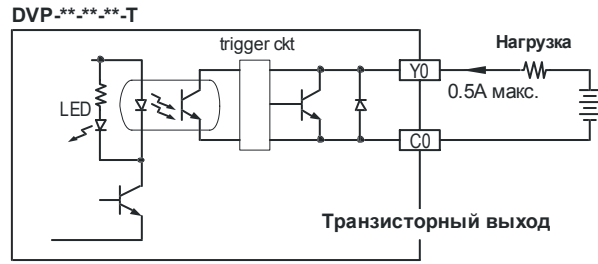 DVP-**-**-**-T
trigger ckt
Нагрузка
Y0
LED
0.5А макс.
C0
Транзисторный выход